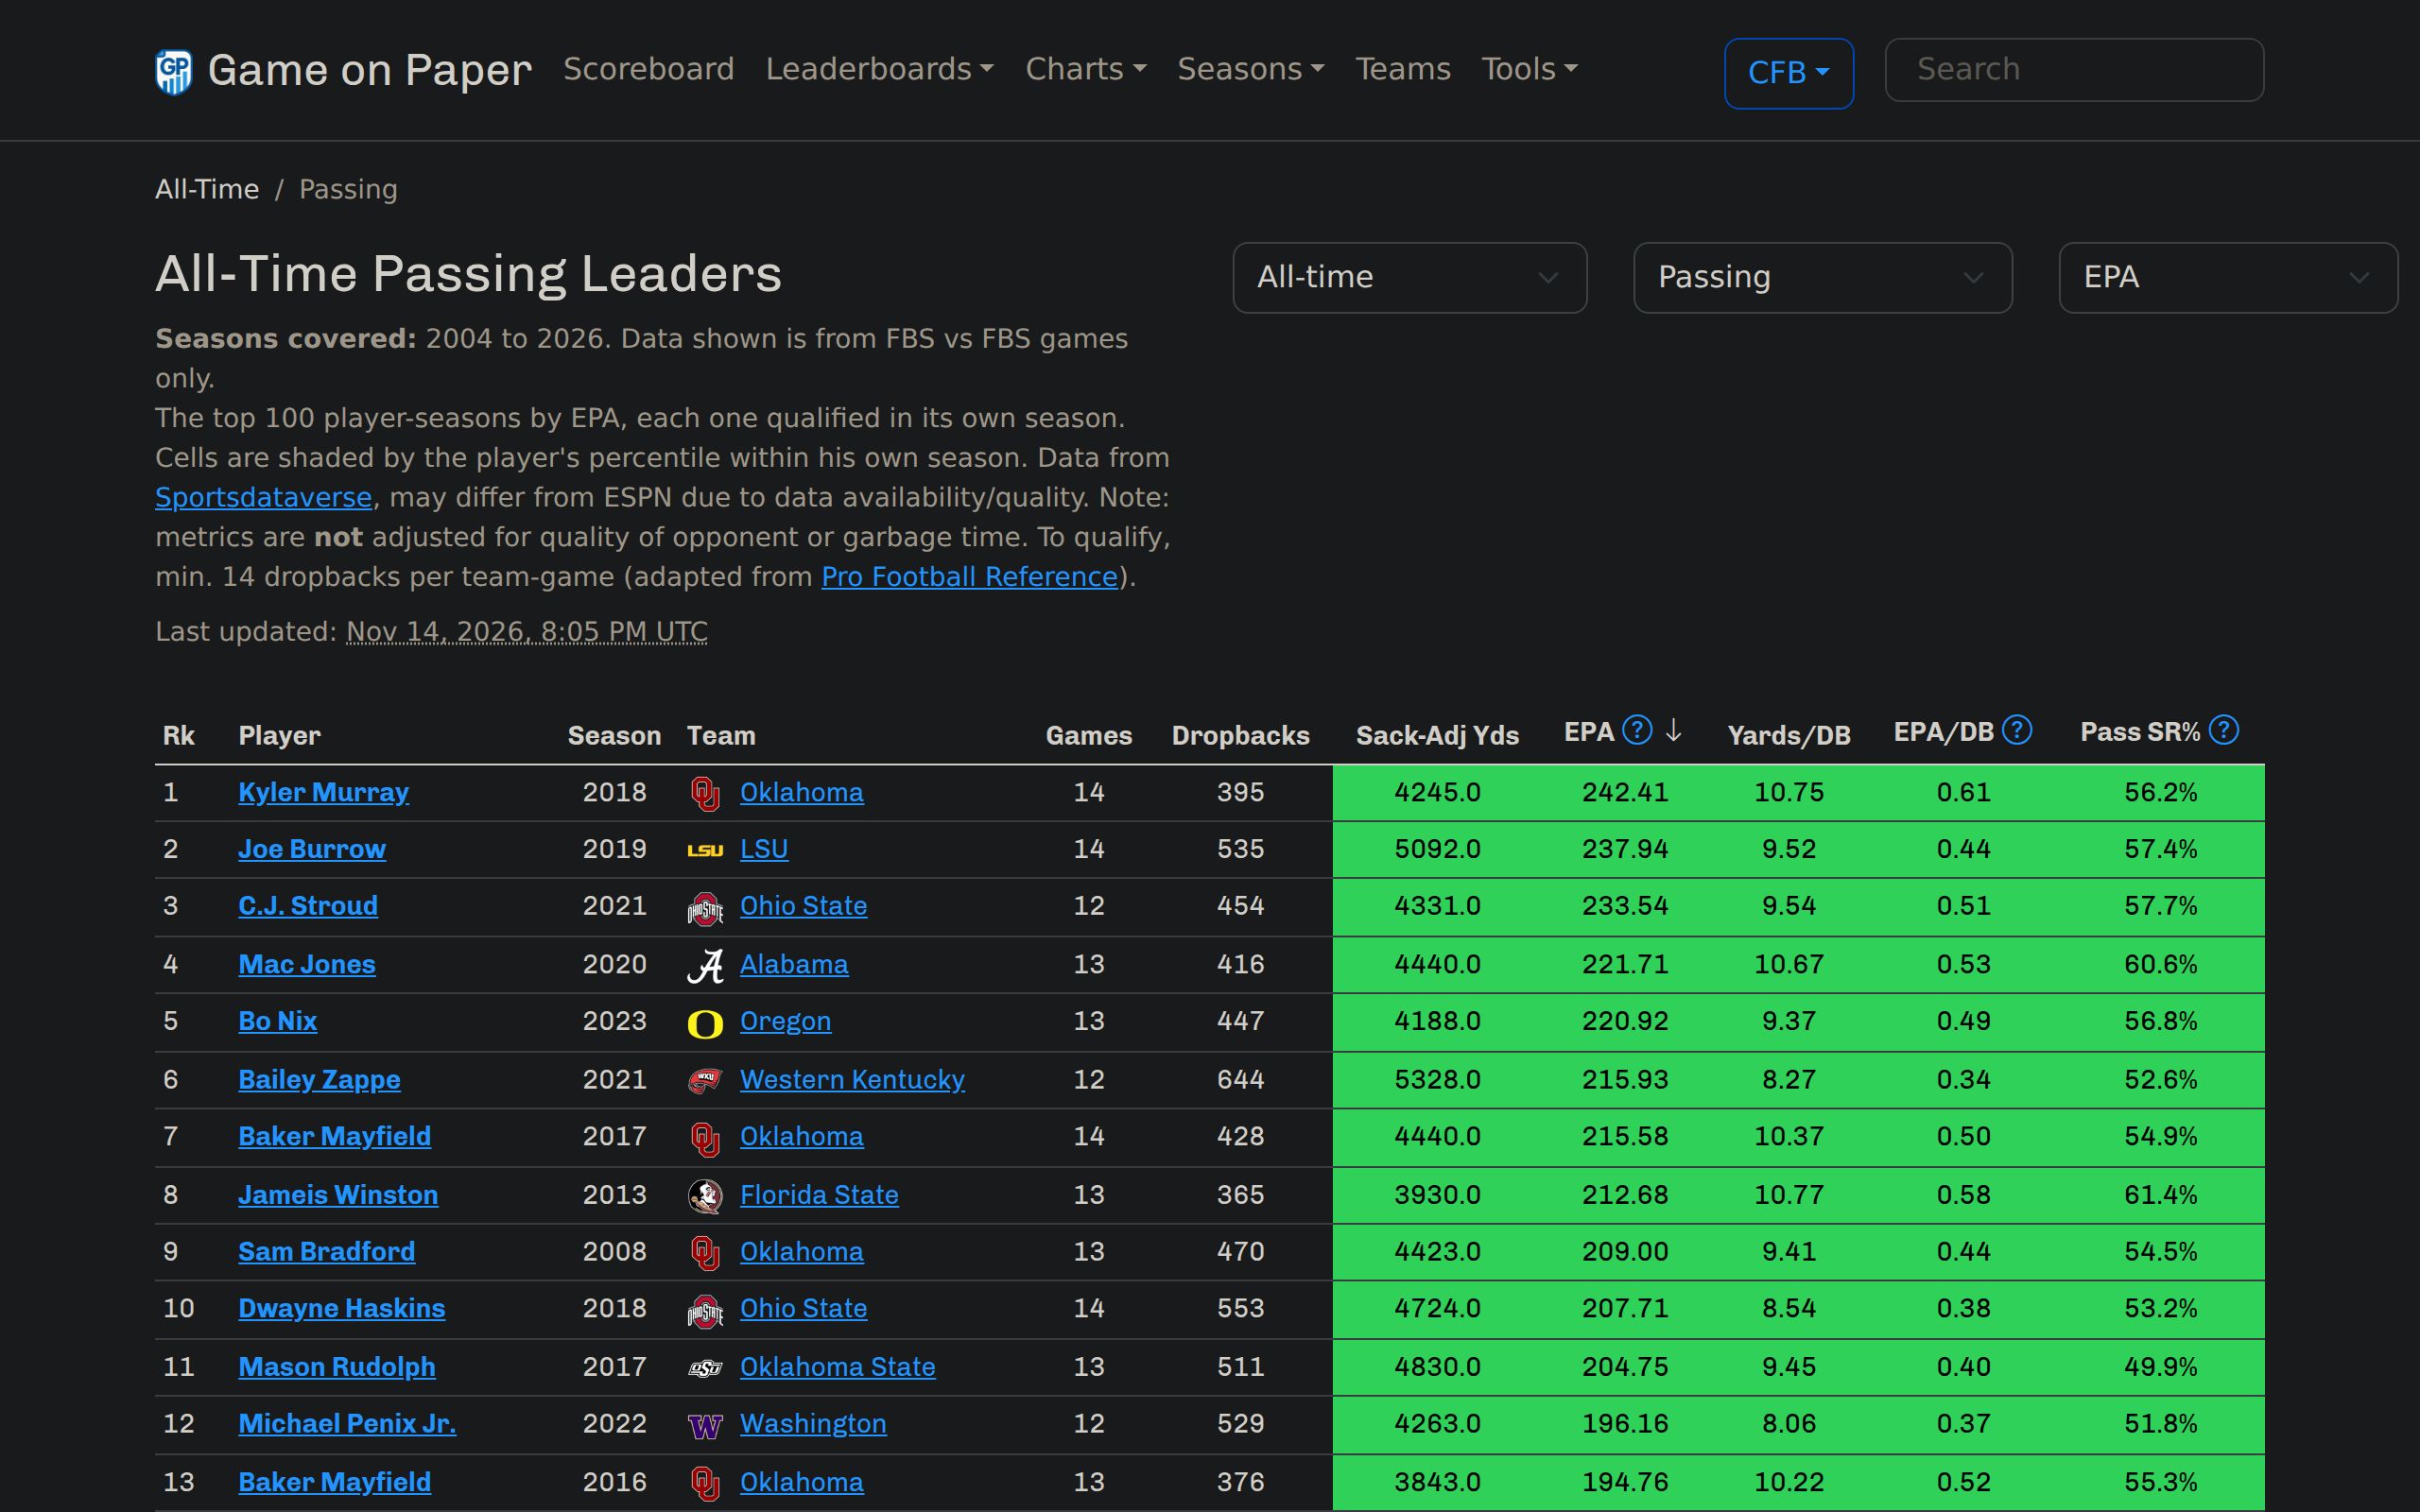 GP Game on Paper Scoreboard Leaderboards Charts Seasons Teams Tools CFB Search
All-Time / Passing
All-Time Passing Leaders All-time Passing EPA
Seasons covered: 2004 to 2026. Data shown is from FBS vs FBS games
only.
The top 100 player-seasons by EPA, each one qualified in its own season.
Cells are shaded by the player's percentile within his own season. Data from
Sportsdataverse, may differ from ESPN due to data availability/quality. Note:
metrics are not adjusted for quality of opponent or garbage time. To qualify,
min. 14 dropbacks per team-game (adapted from Pro Football Reference).
Last updated: Nov 14, 2026, 8:05 PM UTC
Rk Player Season Team Games Dropbacks Sack-Adj Yds EPA ? ↓ Yards/DB EPA/DB ? Pass SR% ?
1 Kyler Murray 2018 OU Oklahoma 14 395 4245.0 242.41 10.75 0.61 56.2%
2 Joe Burrow 2019 LSU LSU 14 535 5092.0 237.94 9.52 0.44 57.4%
3 C.J. Stroud 2021 OHIO STATE Ohio State 12 454 4331.0 233.54 9.54 0.51 57.7%
4 Mac Jones 2020 A Alabama 13 416 4440.0 221.71 10.67 0.53 60.6%
5 Bo Nix 2023 O Oregon 13 447 4188.0 220.92 9.37 0.49 56.8%
6 Bailey Zappe 2021 WKU Western Kentucky 12 644 5328.0 215.93 8.27 0.34 52.6%
7 Baker Mayfield 2017 OU Oklahoma 14 428 4440.0 215.58 10.37 0.50 54.9%
8 Jameis Winston 2013 Florida State 13 365 3930.0 212.68 10.77 0.58 61.4%
9 Sam Bradford 2008 OU Oklahoma 13 470 4423.0 209.00 9.41 0.44 54.5%
10 Dwayne Haskins 2018 OHIO STATE Ohio State 14 553 4724.0 207.71 8.54 0.38 53.2%
11 Mason Rudolph 2017 OSU Oklahoma State 13 511 4830.0 204.75 9.45 0.40 49.9%
12 Michael Penix Jr. 2022 W Washington 12 529 4263.0 196.16 8.06 0.37 51.8%
13 Baker Mayfield 2016 OU Oklahoma 13 376 3843.0 194.76 10.22 0.52 55.3%